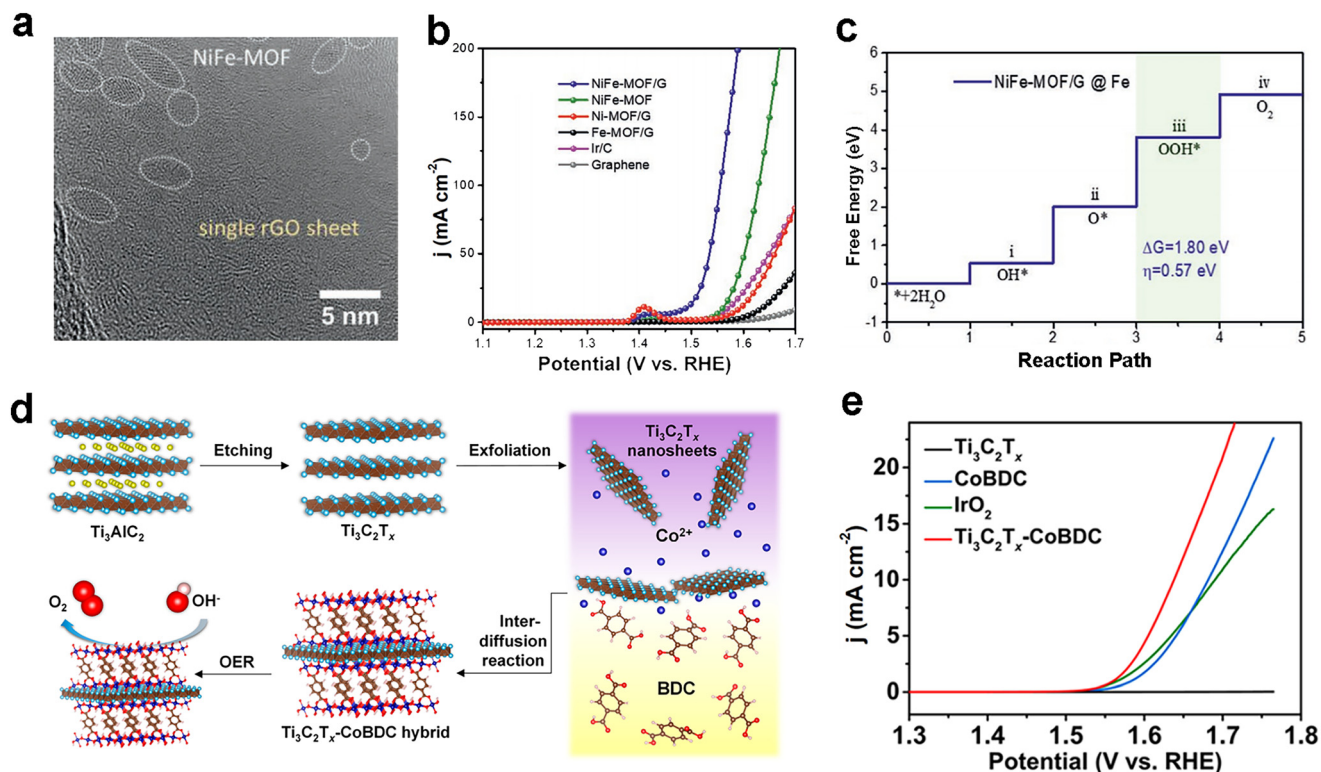 a
NiFe-MOF
single rGO sheet
5 nm
b
200
150
100
50
0
j (mA cm⁻²)
NiFe-MOF/G
NiFe-MOF
Ni-MOF/G
Fe-MOF/G
Ir/C
Graphene
1.1 1.2 1.3 1.4 1.5 1.6 1.7
Potential (V vs. RHE)
c
6
5
4
3
2
1
0
-1
Free Energy (eV)
NiFe-MOF/G @ Fe
*+2H₂O
i
OH*
ii
O*
iii
OOH*
iv
O₂
ΔG=1.80 eV
η=0.57 eV
0 1 2 3 4 5
Reaction Path
d
Ti₃AlC₂
Etching
Ti₃C₂Tₓ
Exfoliation
Ti₃C₂Tₓ
nanosheets
Co²⁺
BDC
Inter-
diffusion
reaction
Ti₃C₂Tₓ-CoBDC hybrid
OER
O₂
OH⁻
e
20
15
10
5
0
j (mA cm⁻²)
Ti₃C₂Tₓ
CoBDC
IrO₂
Ti₃C₂Tₓ-CoBDC
1.3 1.4 1.5 1.6 1.7 1.8
Potential (V vs. RHE)